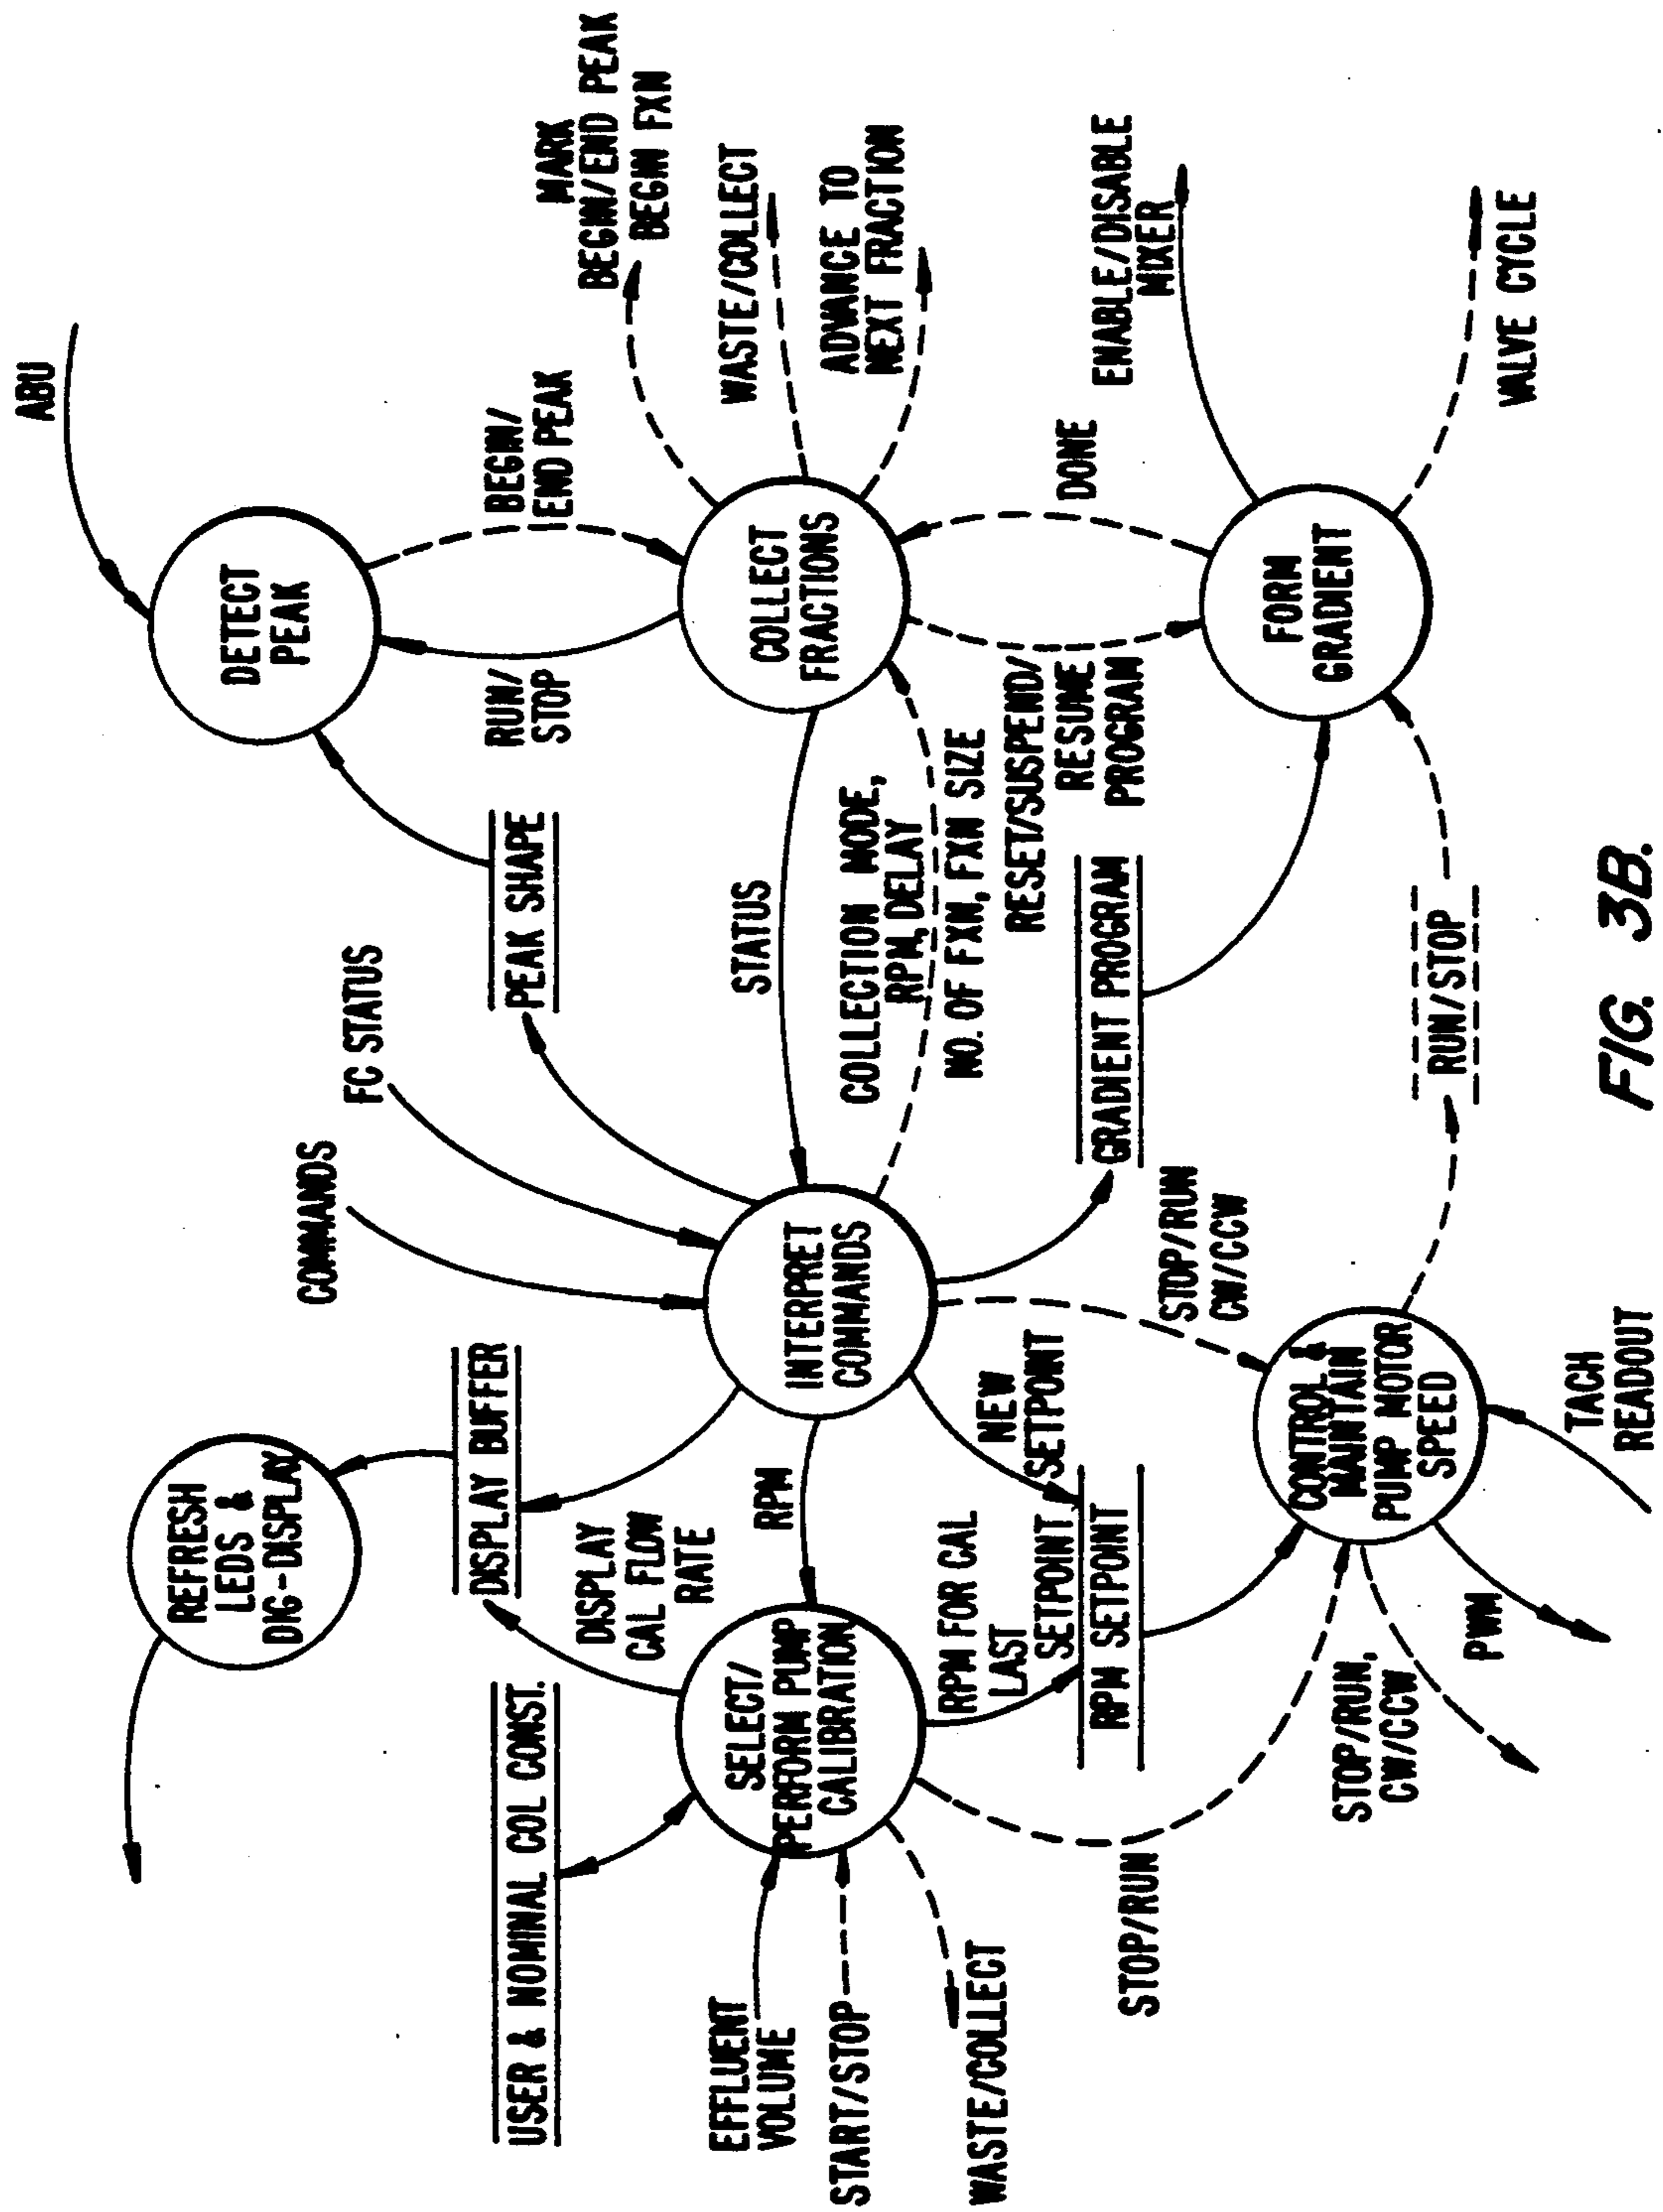 REFRESH
LEDS &
DIG-DISPLAY
COMMANDS
FC STATUS
DETECT
PEAK
ABU
USER & NOMINAL COL CONST.
DISPLAY BUFFER
PEAK SHAPE
RUN/
STOP
BEGIN/
END PEAK
MARK
BEGIN/END PEAK
BEGIN FXN
DISPLAY
CAL FLOW
RATE
EFFLUENT
VOLUME
SELECT/
PERFORM PUMP
CALIBRATION
RPM
INTERPRET
COMMANDS
STATUS
COLLECT
FRACTIONS
WASTE/COLLECT
START/STOP
COLLECTION MODE,
RPM, DELAY
NO. OF FXN, FXN SIZE
ADVANCE TO
NEXT FRACTION
WASTE/COLLECT
RPM FOR CAL
LAST
SETPOINT
NEW
SETPOINT
RESET/SUSPEND/
RESUME
PROGRAM
DONE
STOP/RUN
RPM SETPOINT
STOP/RUN
CW/CCW
GRADIENT PROGRAM
ENABLE/DISABLE
MIXER
CONTROL &
MAINTAIN
PUMP MOTOR
SPEED
FORM
GRADIENT
STOP/RUN,
CW/CCW
PWM
RUN/STOP
VALVE CYCLE
TACH
READOUT
FIG. 3B.